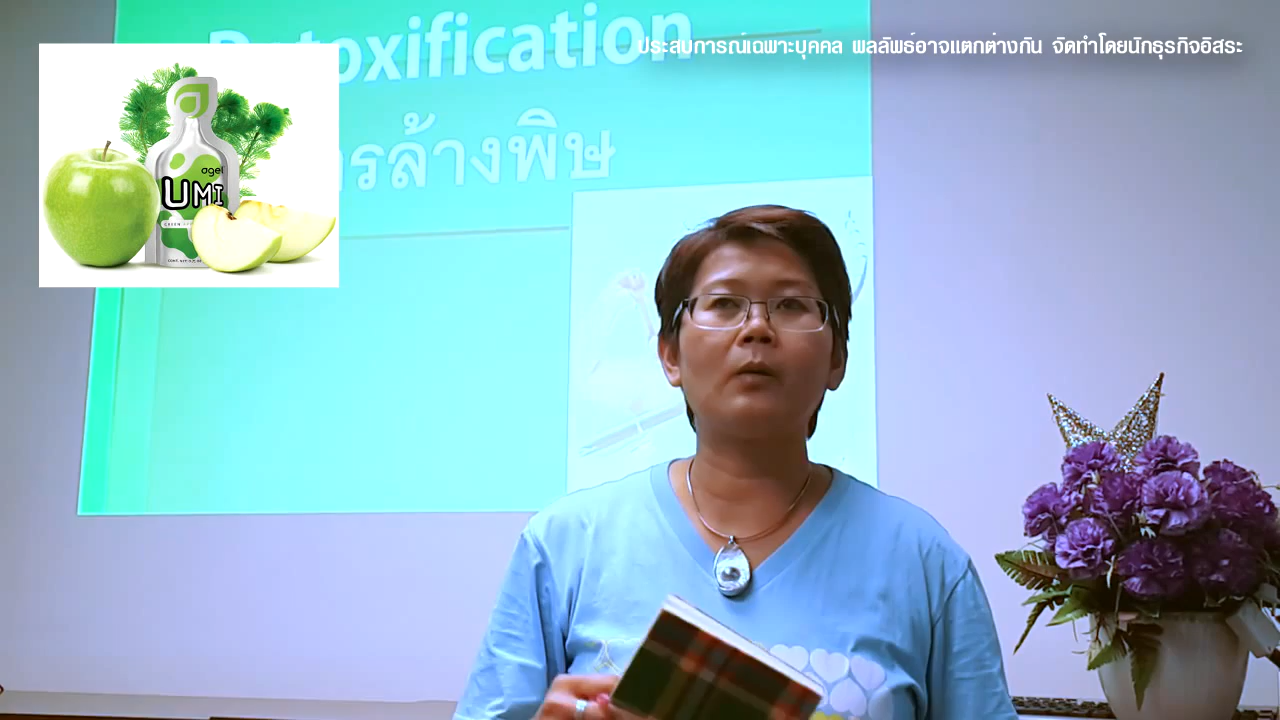 ประสบการณ์เฉพาะบุคคล ผลลัพธ์อาจแตกต่างกัน จัดทำโดยนักธุรกิจอิสระ
Detoxification
การล้างพิษ
agel
UMI